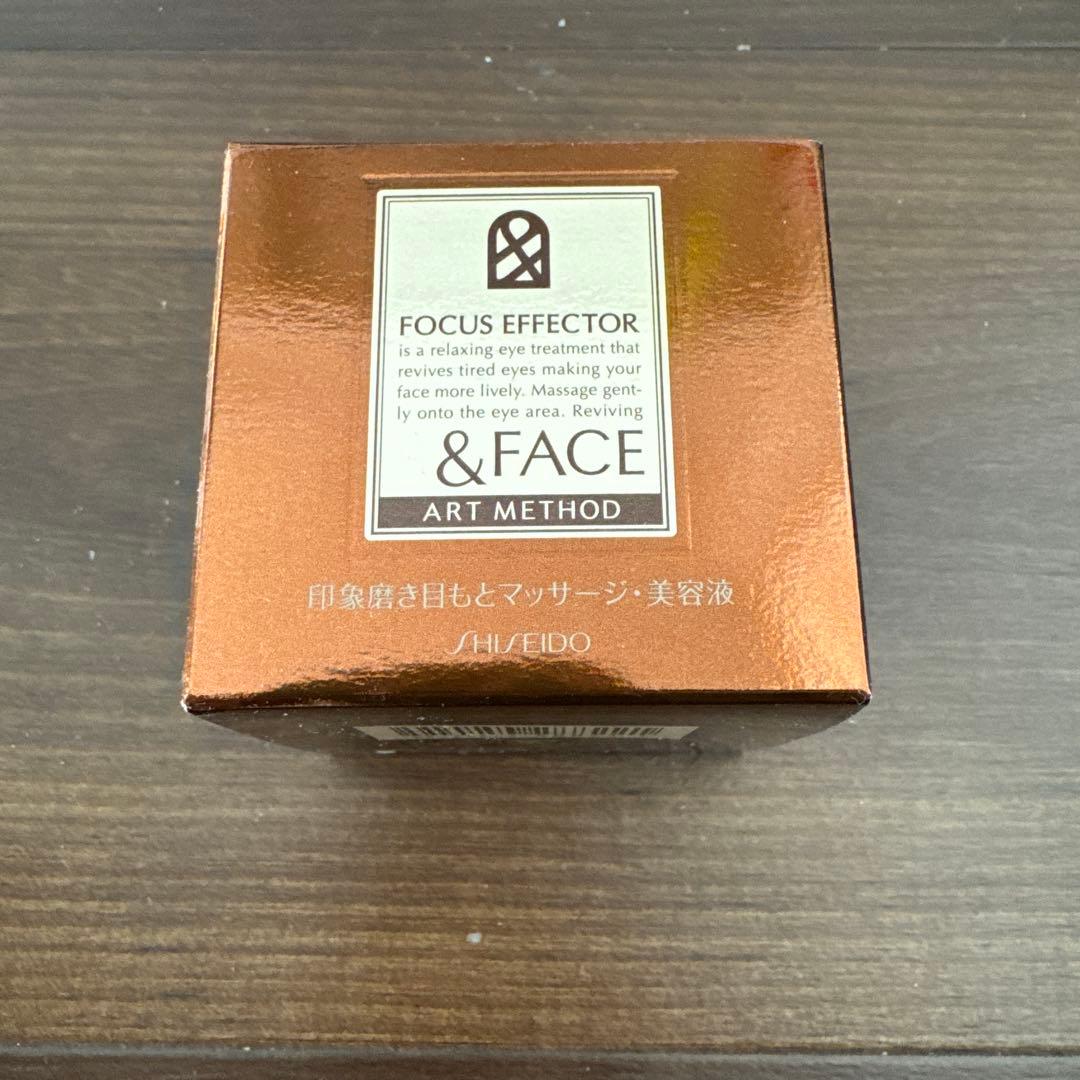 FOCUS EFFECTOR
is a relaxing eye treatment that
revives tired eyes making your
face more lively. Massage gent-
ly onto the eye area. Reviving
&FACE
ART METHOD
印象磨き目もとマッサージ・美容液
SHISEIDO